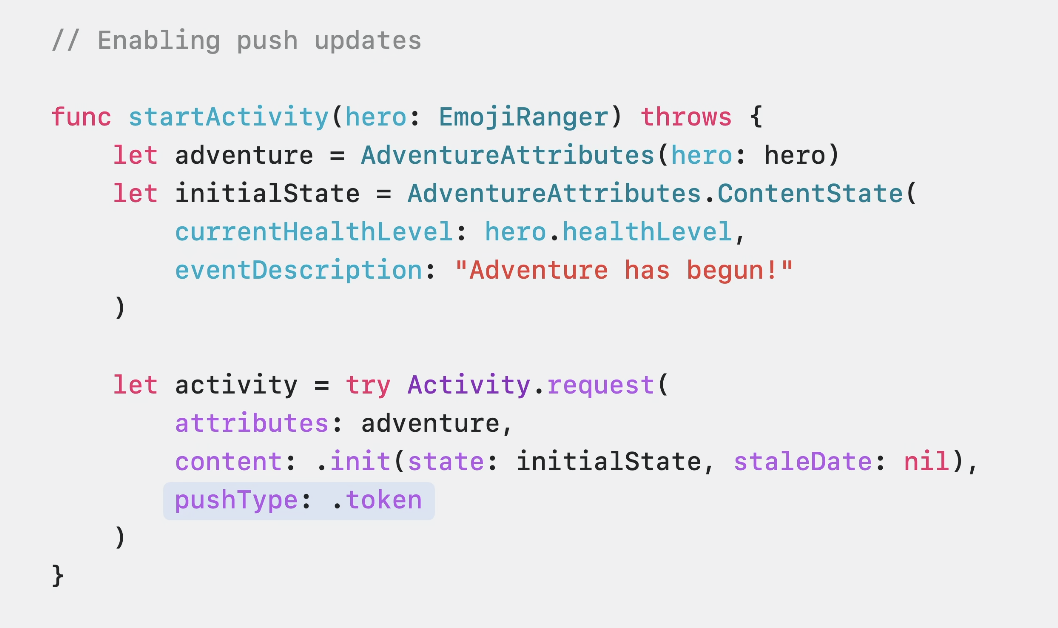 // Enabling push updates
func startActivity(hero: EmojiRanger) throws {
let adventure = AdventureAttributes(hero: hero)
let initialState = AdventureAttributes.ContentState(
currentHealthLevel: hero.healthLevel,
eventDescription: "Adventure has begun!"
)
let activity = try Activity.request(
attributes: adventure,
content: .init(state: initialState, staleDate: nil),
pushType: .token
)
}